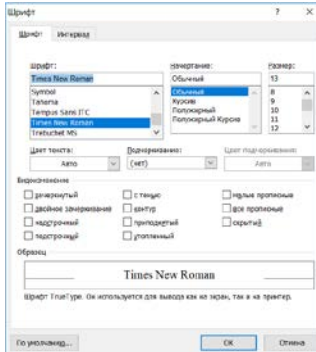 Шрифт ? ×
Шрифт Интервал
Шрифт: Начертание: Размер:
Times New Roman Обычный 13
Symbol Обычный 8
Tahoma Курсив 9
Tempus Sans ITC Полужирный 10
Times New Roman Полужирный Курсив 11
Trebuchet MS 12
Цвет текста: Подчеркивание: Цвет подчеркивания:
Авто (нет) Авто
Видоизменение
зачеркнутый с тенью малые прописные
двойное зачеркивание контур все прописные
надстрочный приподнятый скрытый
подстрочный утопленный
Образец
Times New Roman
Шрифт TrueType. Он используется для вывода как на экран, так и на принтер.
По умолчанию... ОК Отмена